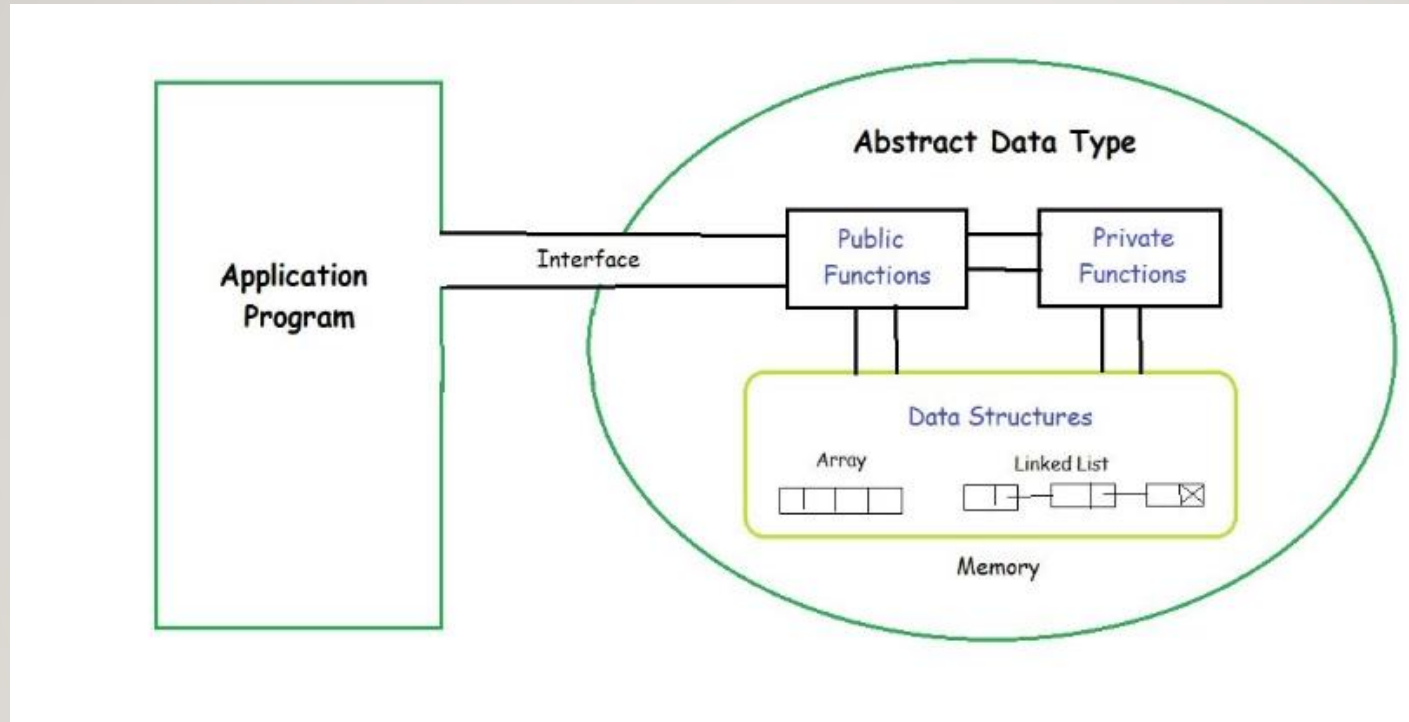 Abstract Data Type
Application
Program
Interface
Public
Functions
Private
Functions
Data Structures
Array
Linked List
Memory